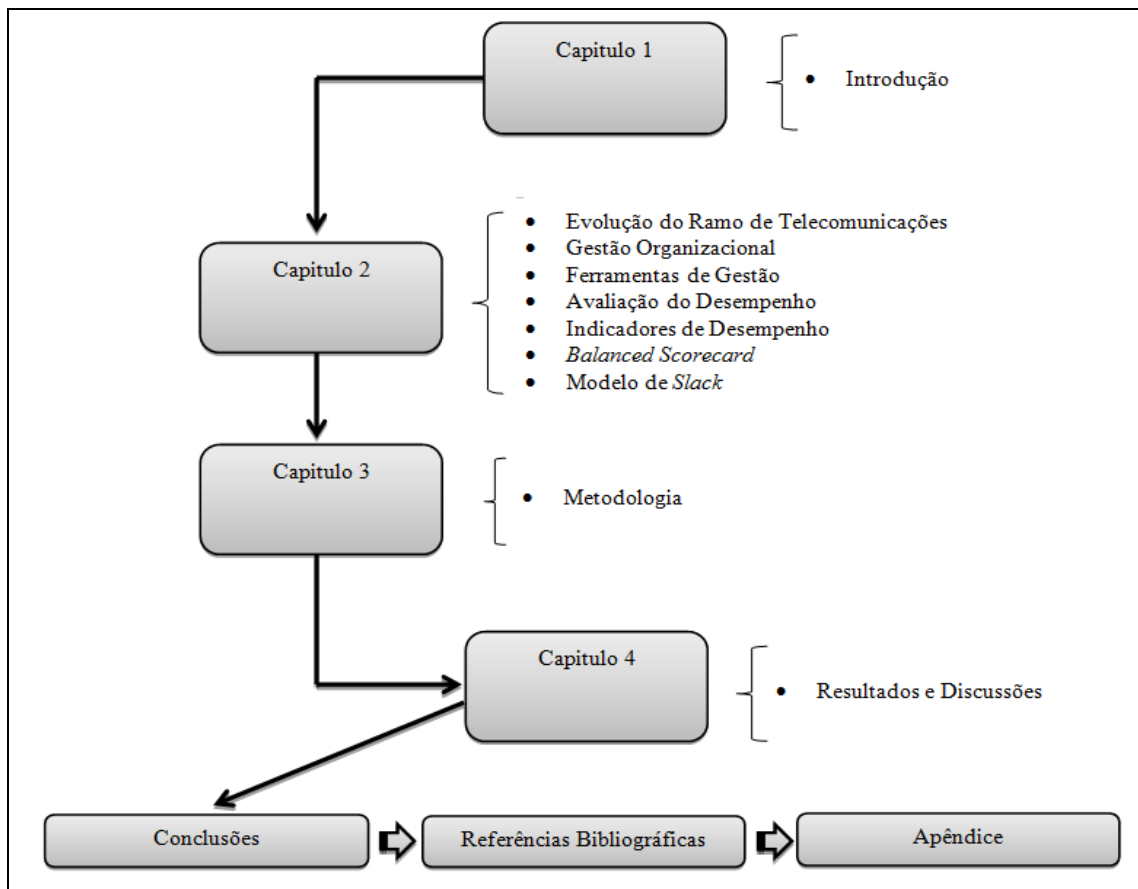 Capitulo 1
• Introdução
Capitulo 2
• Evolução do Ramo de Telecomunicações
• Gestão Organizacional
• Ferramentas de Gestão
• Avaliação do Desempenho
• Indicadores de Desempenho
• Balanced Scorecard
• Modelo de Slack
Capitulo 3
• Metodologia
Capitulo 4
• Resultados e Discussões
Conclusões
Referências Bibliográficas
Apêndice